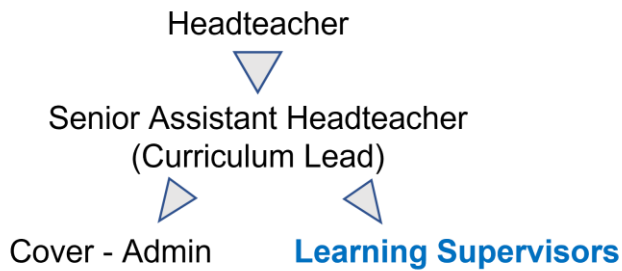 Headteacher
Senior Assistant Headteacher
(Curriculum Lead)
Cover - Admin
Learning Supervisors